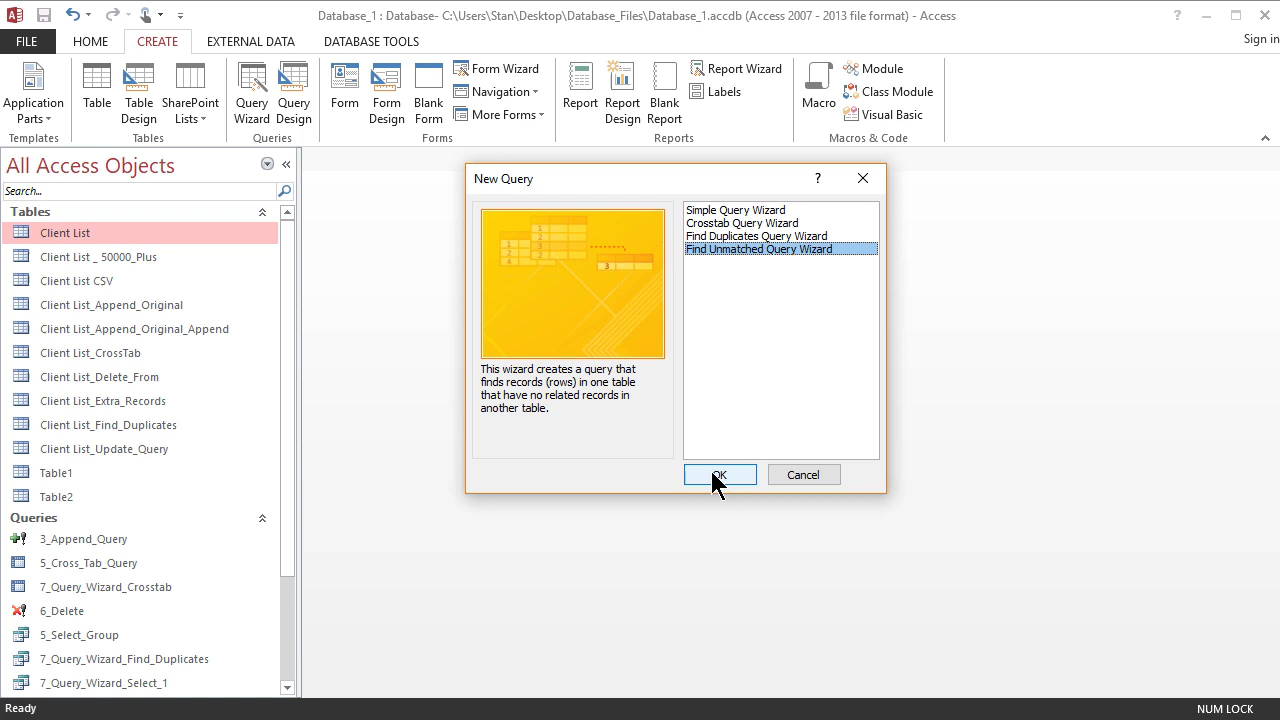 Database_1 : Database- C:\Users\Stan\Desktop\Database_Files\Database_1.accdb (Access 2007 - 2013 file format) - Access
FILE HOME CREATE EXTERNAL DATA DATABASE TOOLS Sign in
Application Parts
Table
Table Design
SharePoint Lists
Query Wizard
Query Design
Form
Form Design
Blank Form
Form Wizard
Navigation
More Forms
Report
Report Design
Blank Report
Report Wizard
Labels
Macro
Module
Class Module
Visual Basic
Templates Tables Queries Forms Reports Macros & Code
All Access Objects
Search...
Tables
Client List
Client List _ 50000_Plus
Client List CSV
Client List_Append_Original
Client List_Append_Original_Append
Client List_CrossTab
Client List_Delete_From
Client List_Extra_Records
Client List_Find_Duplicates
Client List_Update_Query
Table1
Table2
Queries
3_Append_Query
5_Cross_Tab_Query
7_Query_Wizard_Crosstab
6_Delete
5_Select_Group
7_Query_Wizard_Find_Duplicates
7_Query_Wizard_Select_1
New Query
This wizard creates a query that
finds records (rows) in one table
that have no related records in
another table.
Simple Query Wizard
Crosstab Query Wizard
Find Duplicates Query Wizard
Find Unmatched Query Wizard
OK Cancel
Ready NUM LOCK